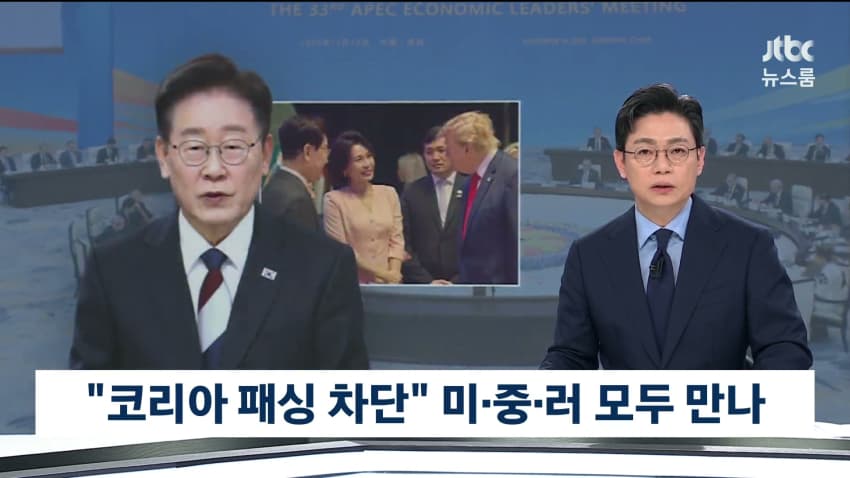 THE 33RD APEC ECONOMIC LEADERS' MEETING
jtbc
뉴스룸
"코리아 패싱 차단" 미·중·러 모두 만나